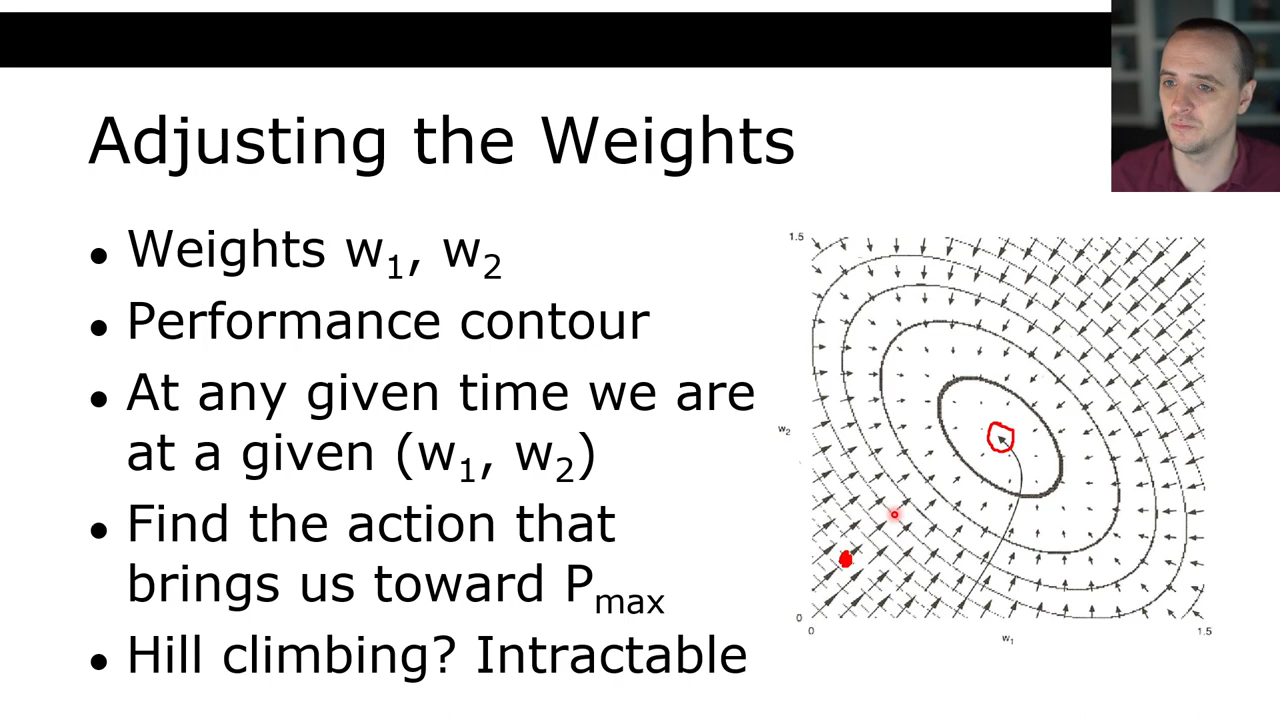 Adjusting the Weights
• Weights w₁, w₂
• Performance contour
• At any given time we are
at a given (w₁, w₂)
• Find the action that
brings us toward Pmax
• Hill climbing? Intractable
1.5
w₂
0
0
w₁
1.5